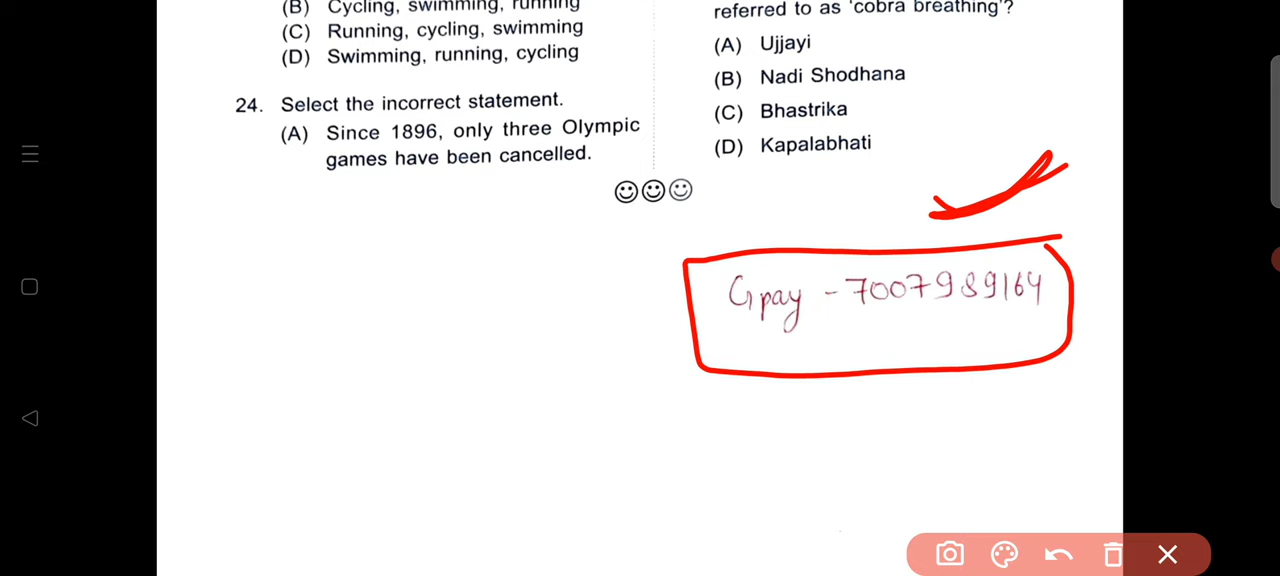 (B) Cycling, swimming, running
(C) Running, cycling, swimming
(D) Swimming, running, cycling
24. Select the incorrect statement.
(A) Since 1896, only three Olympic
games have been cancelled.
referred to as 'cobra breathing'?
(A) Ujjayi
(B) Nadi Shodhana
(C) Bhastrika
(D) Kapalabhati
Gpay - 7007989164